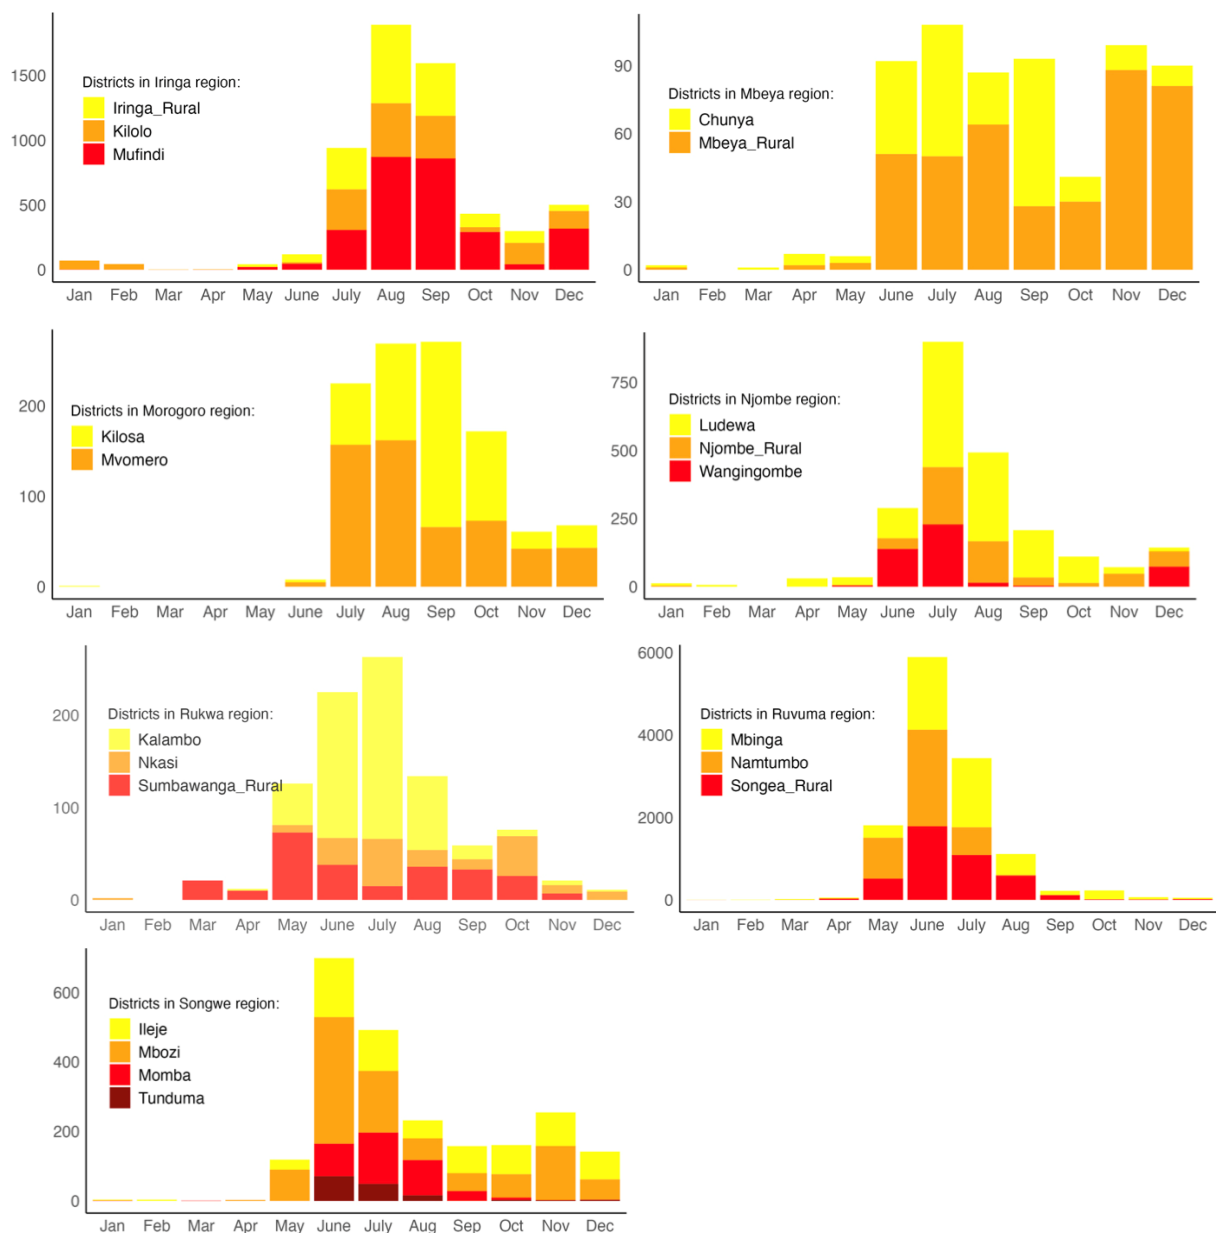 1500
1000
500
0
Districts in Iringa region:
Iringa_Rural
Kilolo
Mufindi
Jan Feb Mar Apr May June July Aug Sep Oct Nov Dec
90
60
30
0
Districts in Mbeya region:
Chunya
Mbeya_Rural
Jan Feb Mar Apr May June July Aug Sep Oct Nov Dec
200
100
0
Districts in Morogoro region:
Kilosa
Mvomero
Jan Feb Mar Apr May June July Aug Sep Oct Nov Dec
750
500
250
0
Districts in Njombe region:
Ludewa
Njombe_Rural
Wangingombe
Jan Feb Mar Apr May June July Aug Sep Oct Nov Dec
200
100
0
Districts in Rukwa region:
Kalambo
Nkasi
Sumbawanga_Rural
Jan Feb Mar Apr May June July Aug Sep Oct Nov Dec
6000
4000
2000
0
Districts in Ruvuma region:
Mbinga
Namtumbo
Songea_Rural
Jan Feb Mar Apr May June July Aug Sep Oct Nov Dec
600
400
200
0
Districts in Songwe region:
Ileje
Mbozi
Momba
Tunduma
Jan Feb Mar Apr May June July Aug Sep Oct Nov Dec